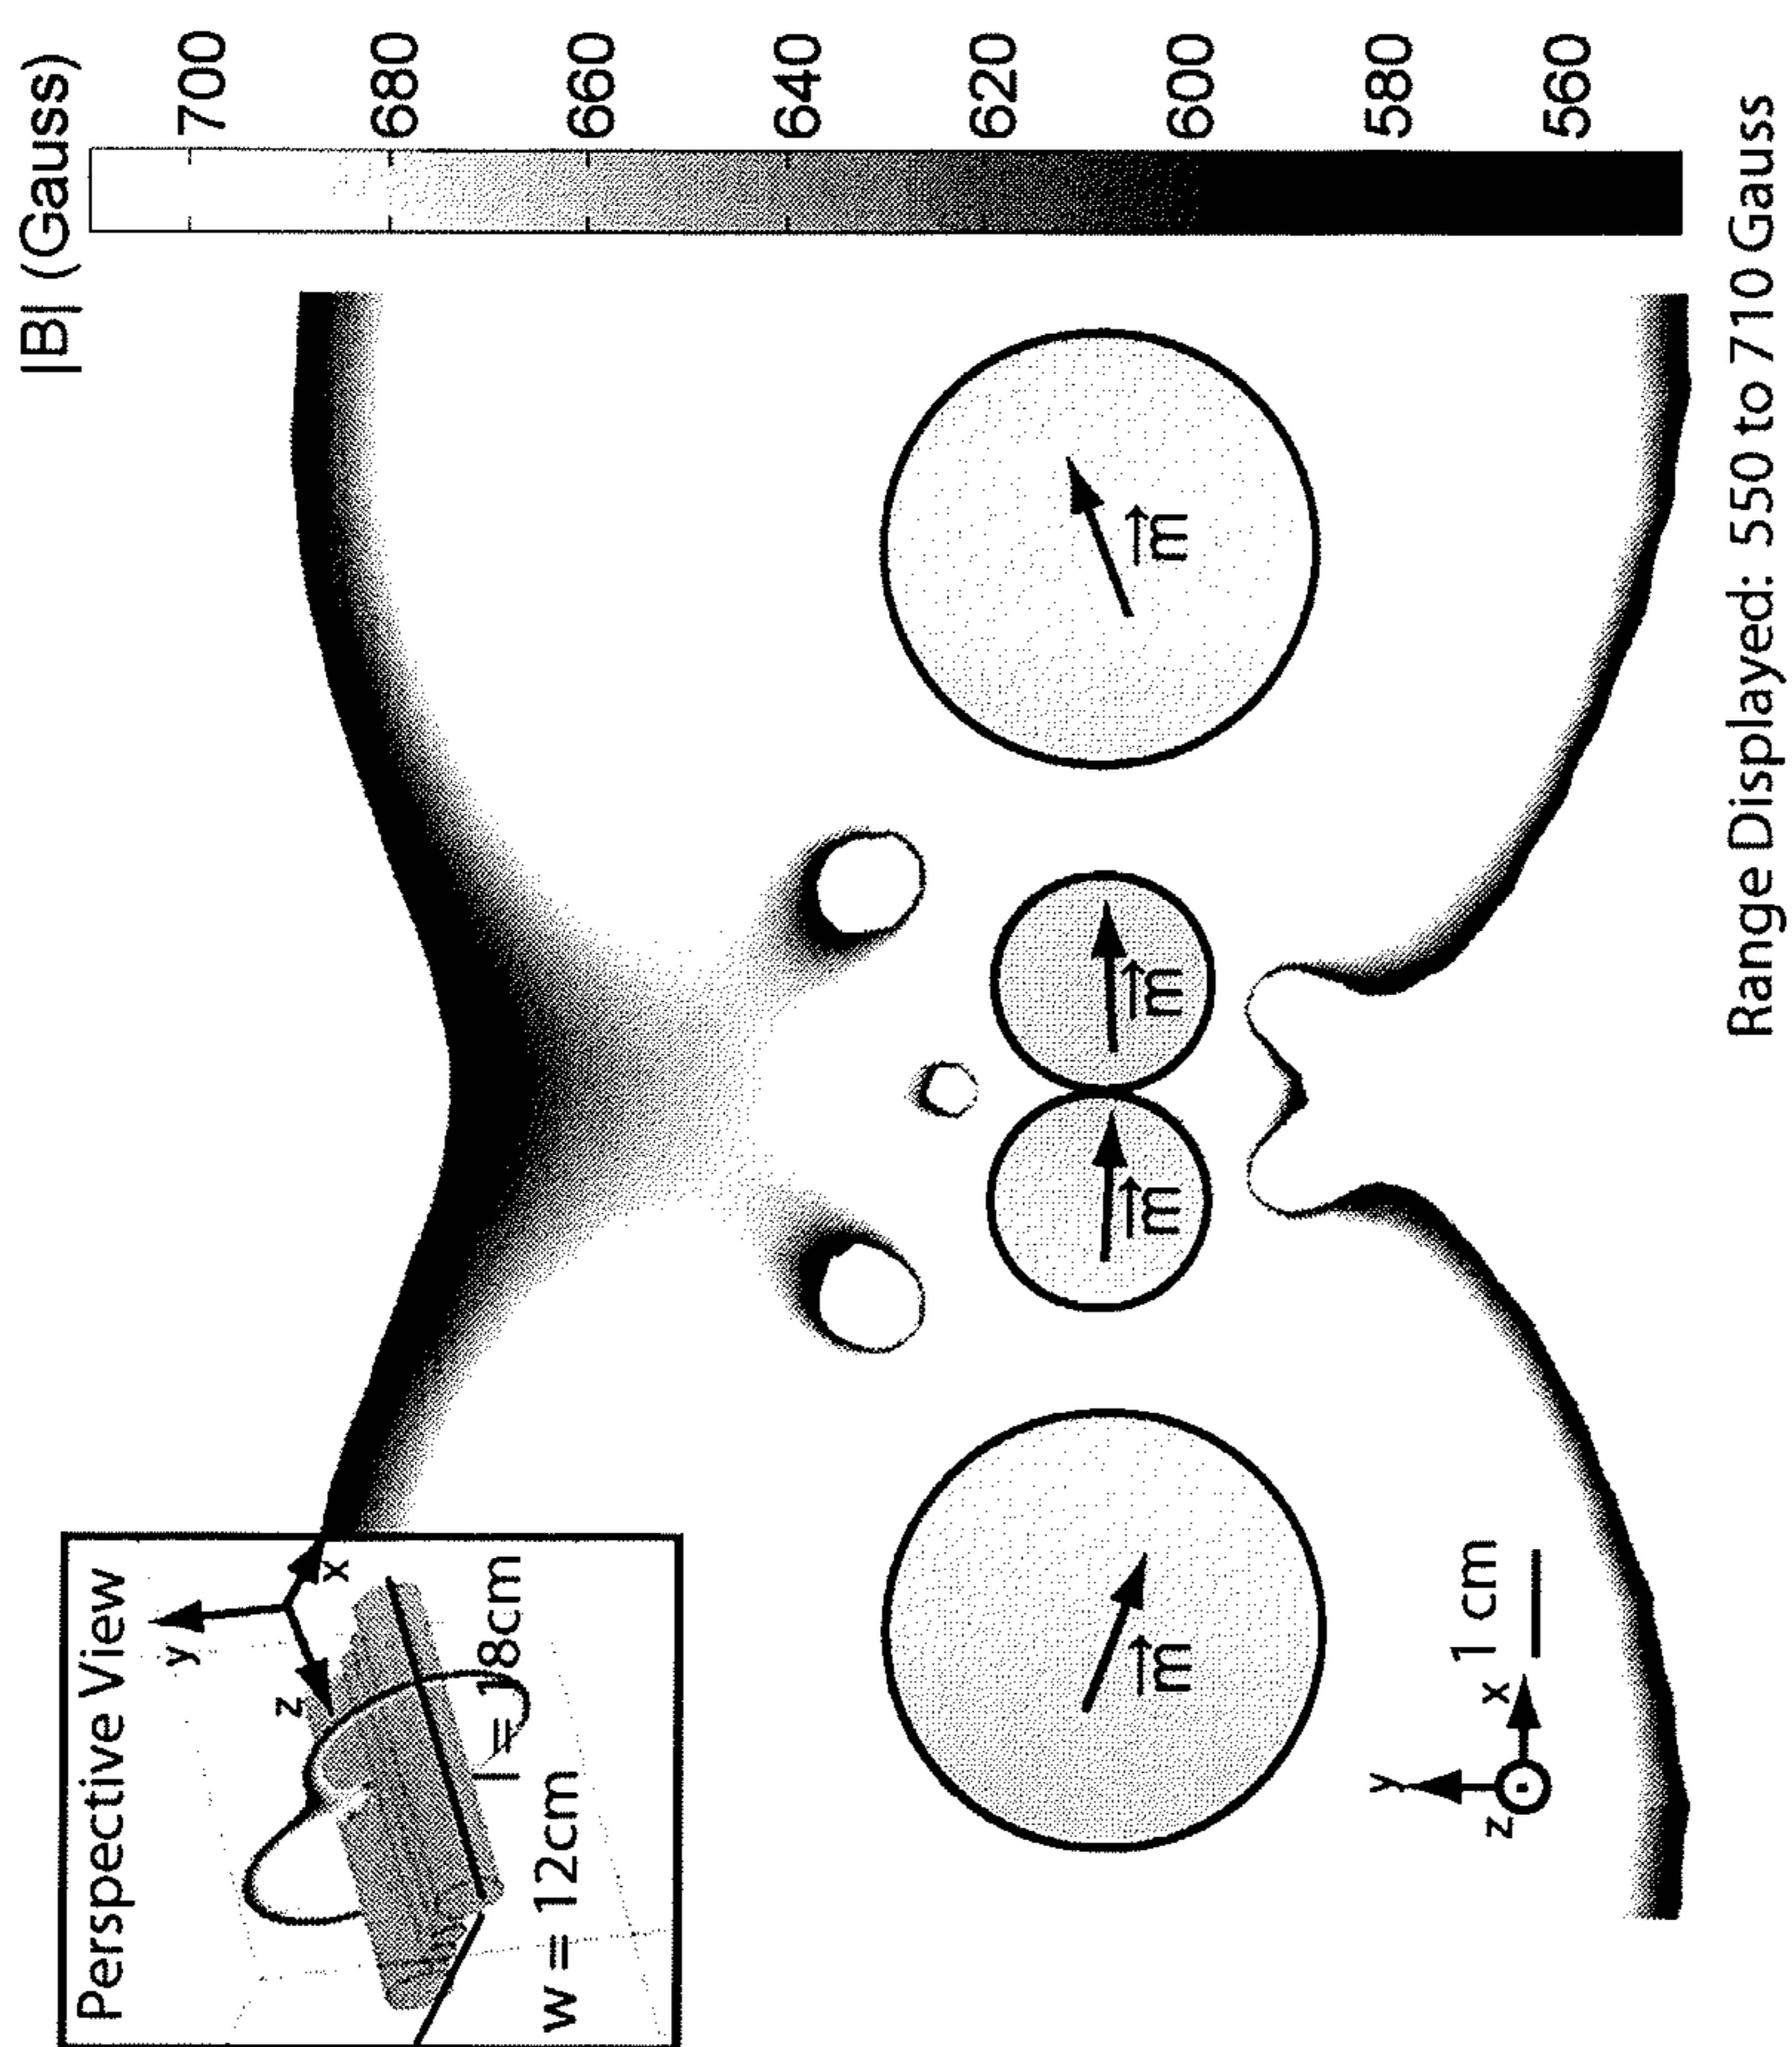 |B| (Gauss)
700
680
660
640
620
600
580
560
Range Displayed: 550 to 710 Gauss
Perspective View
y
x
z
l = 18cm
w = 12cm
m
m
m
m
1 cm
y
x
z